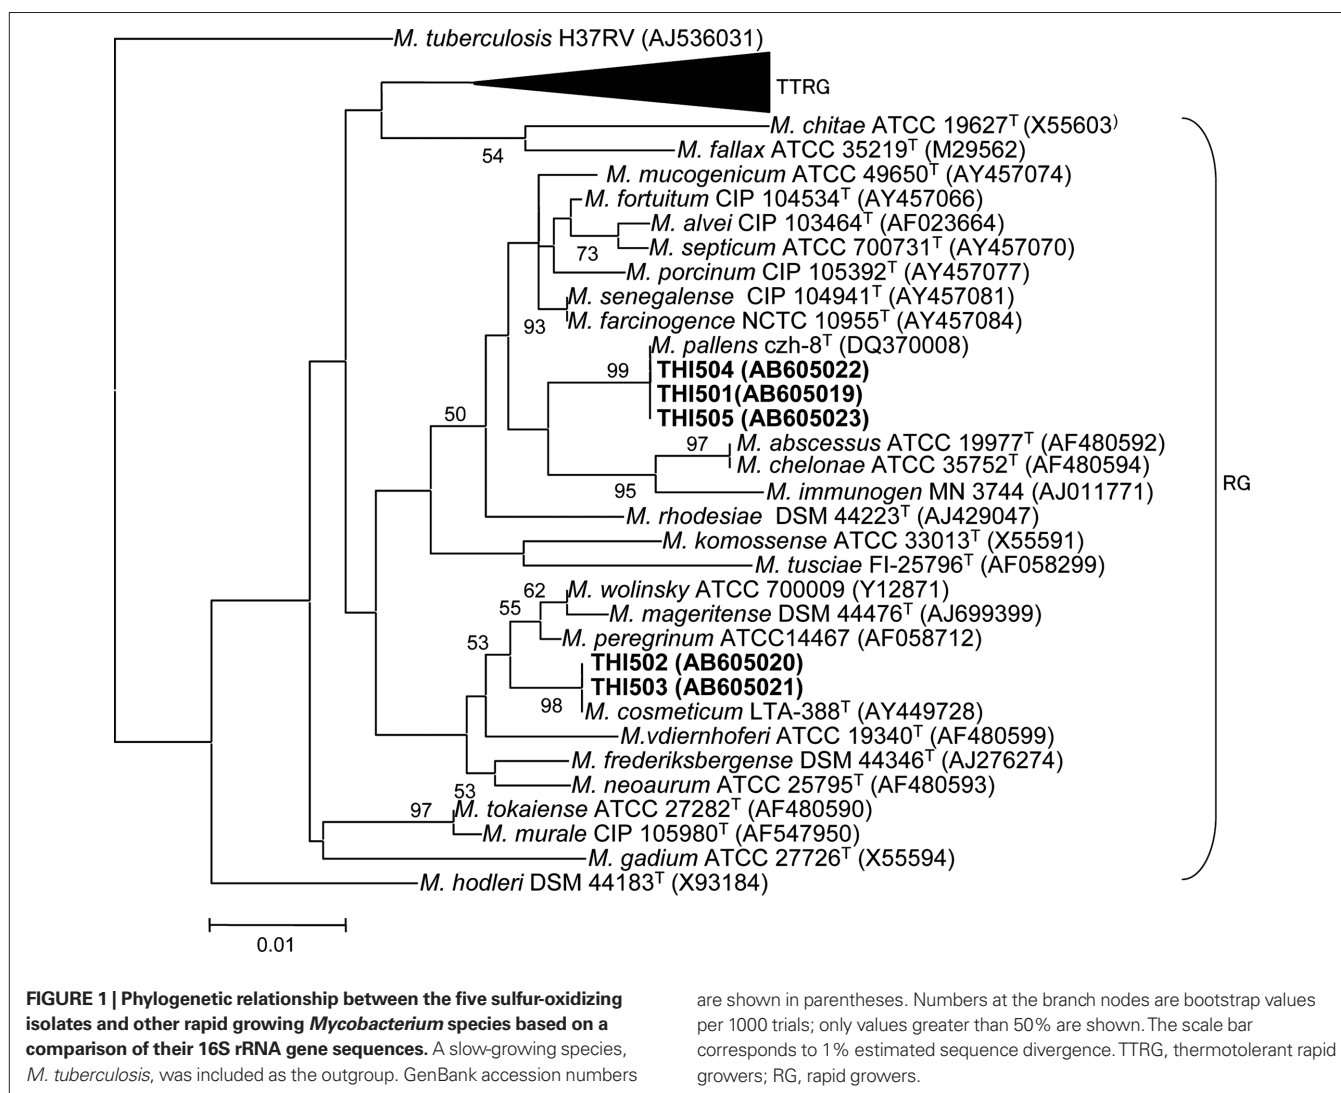 M. tuberculosis H37RV (AJ536031)
TTRG
M. chitae ATCC 19627T (X55603)
54
M. fallax ATCC 35219T (M29562)
M. mucogenicum ATCC 49650T (AY457074)
M. fortuitum CIP 104534T (AY457066)
M. alvei CIP 103464T (AF023664)
73
M. septicum ATCC 700731T (AY457070)
M. porcinum CIP 105392T (AY457077)
M. senegalense CIP 104941T (AY457081)
93
M. farcinogence NCTC 10955T (AY457084)
M. pallens czh-8T (DQ370008)
99
THI504 (AB605022)
THI501(AB605019)
THI505 (AB605023)
50
97
M. abscessus ATCC 19977T (AF480592)
M. chelonae ATCC 35752T (AF480594)
95
M. immunogen MN 3744 (AJ011771)
RG
M. rhodesiae DSM 44223T (AJ429047)
M. komossense ATCC 33013T (X55591)
M. tusciae FI-25796T (AF058299)
62
M. wolinsky ATCC 700009 (Y12871)
55
M. mageritense DSM 44476T (AJ699399)
53
M. peregrinum ATCC14467 (AF058712)
THI502 (AB605020)
THI503 (AB605021)
98
M. cosmeticum LTA-388T (AY449728)
M.vdiernhoferi ATCC 19340T (AF480599)
M. frederiksbergense DSM 44346T (AJ276274)
M. neoaurum ATCC 25795T (AF480593)
53
97
M. tokaiense ATCC 27282T (AF480590)
M. murale CIP 105980T (AF547950)
M. gadium ATCC 27726T (X55594)
M. hodleri DSM 44183T (X93184)
0.01
FIGURE 1 | Phylogenetic relationship between the five sulfur-oxidizing
isolates and other rapid growing Mycobacterium species based on a
comparison of their 16S rRNA gene sequences. A slow-growing species,
M. tuberculosis, was included as the outgroup. GenBank accession numbers
are shown in parentheses. Numbers at the branch nodes are bootstrap values
per 1000 trials; only values greater than 50% are shown. The scale bar
corresponds to 1% estimated sequence divergence. TTRG, thermotolerant rapid
growers; RG, rapid growers.